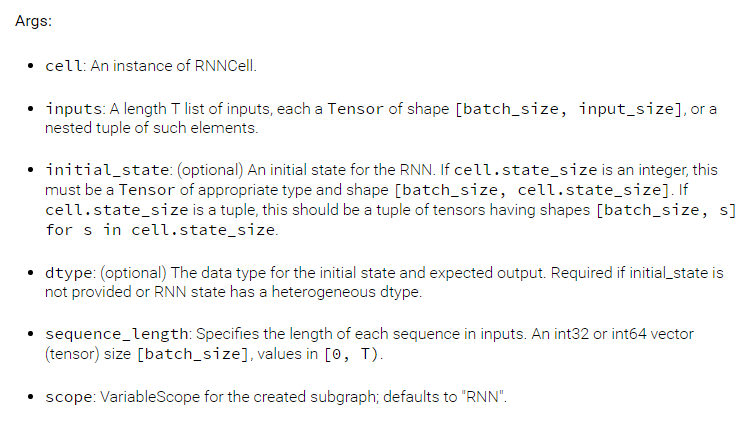 Args:
• cell: An instance of RNNCell.
• inputs: A length T list of inputs, each a Tensor of shape [batch_size, input_size], or a
nested tuple of such elements.
• initial_state: (optional) An initial state for the RNN. If cell.state_size is an integer, this
must be a Tensor of appropriate type and shape [batch_size, cell.state_size]. If
cell.state_size is a tuple, this should be a tuple of tensors having shapes [batch_size, s]
for s in cell.state_size.
• dtype: (optional) The data type for the initial state and expected output. Required if initial_state is
not provided or RNN state has a heterogeneous dtype.
• sequence_length: Specifies the length of each sequence in inputs. An int32 or int64 vector
(tensor) size [batch_size], values in [0, T).
• scope: VariableScope for the created subgraph; defaults to "RNN".